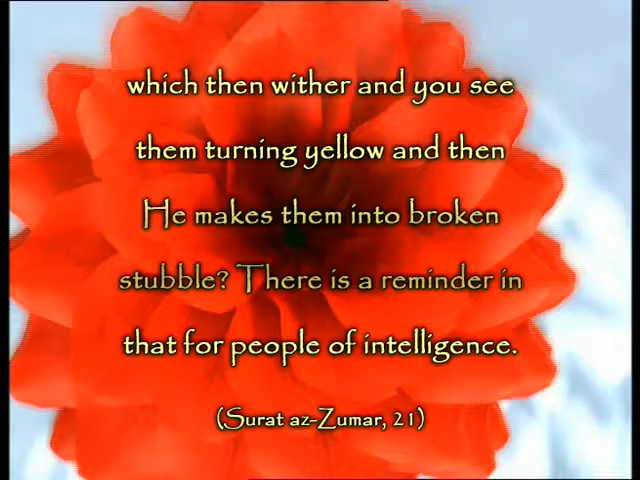 which then wither and you see
them turning yellow and then
He makes them into broken
stubble? There is a reminder in
that for people of intelligence.
(Surat az-Zumar, 21)